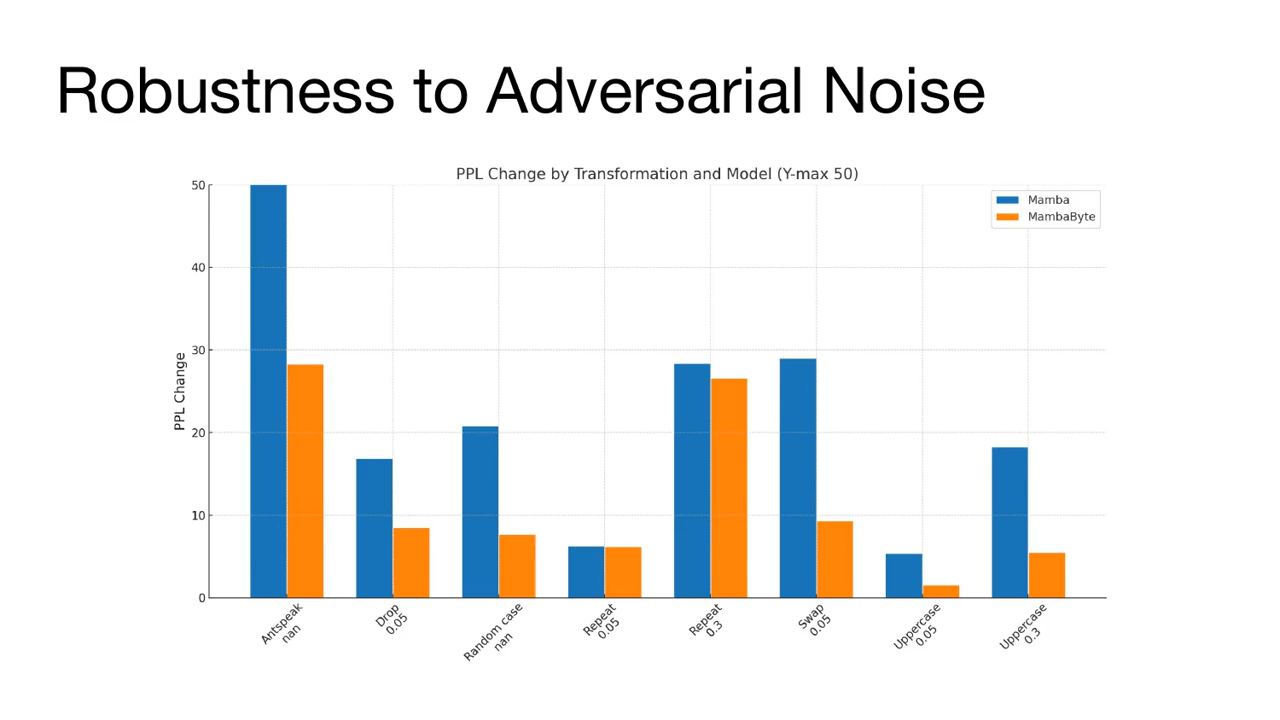 Robustness to Adversarial Noise
PPL Change by Transformation and Model (Y-max 50)
Mamba
MambaByte
PPL Change
50
40
30
20
10
0
Antspeak
nan
Drop
0.05
Random case
nan
Repeat
0.05
Repeat
0.3
Swap
0.05
Uppercase
0.05
Uppercase
0.3